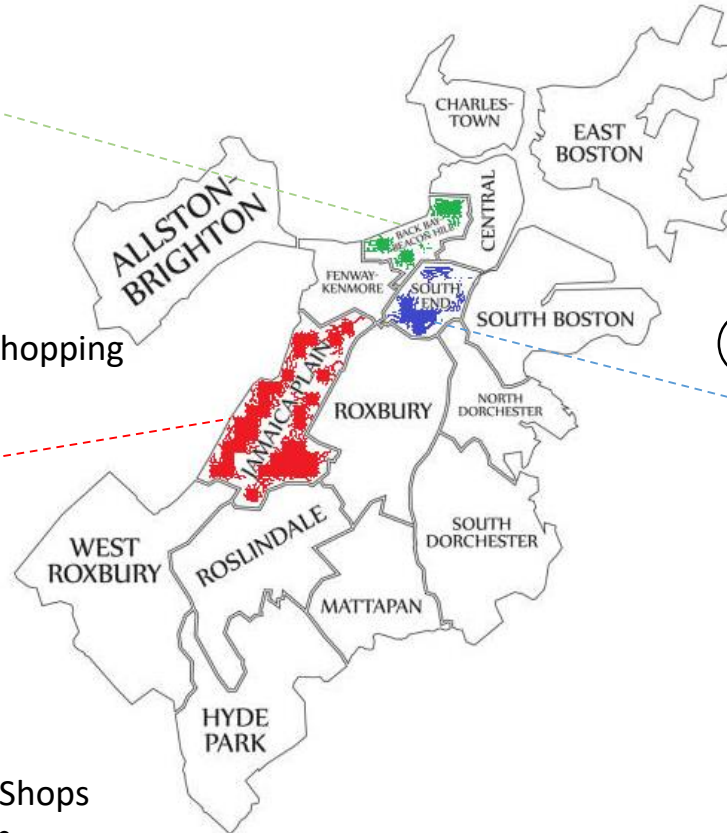 CHARLES-
TOWN
EAST
BOSTON
ALLSTON-
BRIGHTON
CENTRAL
BACK BAY
BEACON HILL
FENWAY-
KENMORE
SOUTH
END
SOUTH BOSTON
hopping
JAMAICA PLAIN
ROXBURY
NORTH
DORCHESTER
SOUTH
DORCHESTER
WEST
ROXBURY
ROSLINDALE
MATTAPAN
HYDE
PARK
Shops